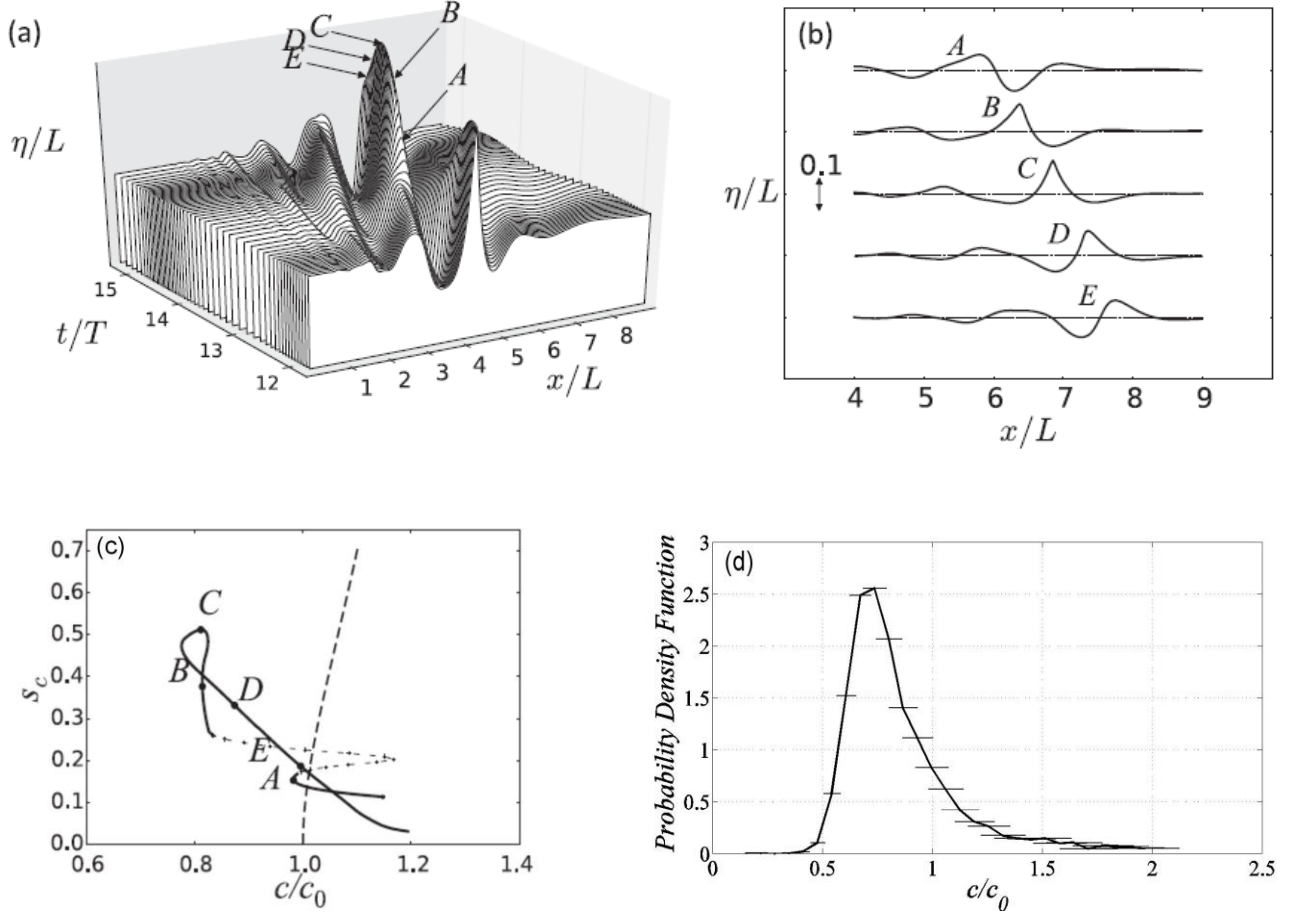 (a)
C
B
D
E
A
η/L
15
14
13
12
t/T
1
2
3
4
5
6
7
8
x/L
(b)
A
B
C
0.1
η/L
D
E
4 5 6 7 8 9
x/L
(c)
0.7
0.6
0.5
0.4
0.3
0.2
0.1
0.0
s_c
C
B
D
E
A
0.6 0.8 1.0 1.2 1.4
c/c₀
(d)
3
2.5
2
1.5
1
0.5
0
Probability Density Function
0 0.5 1 1.5 2 2.5
c/c₀